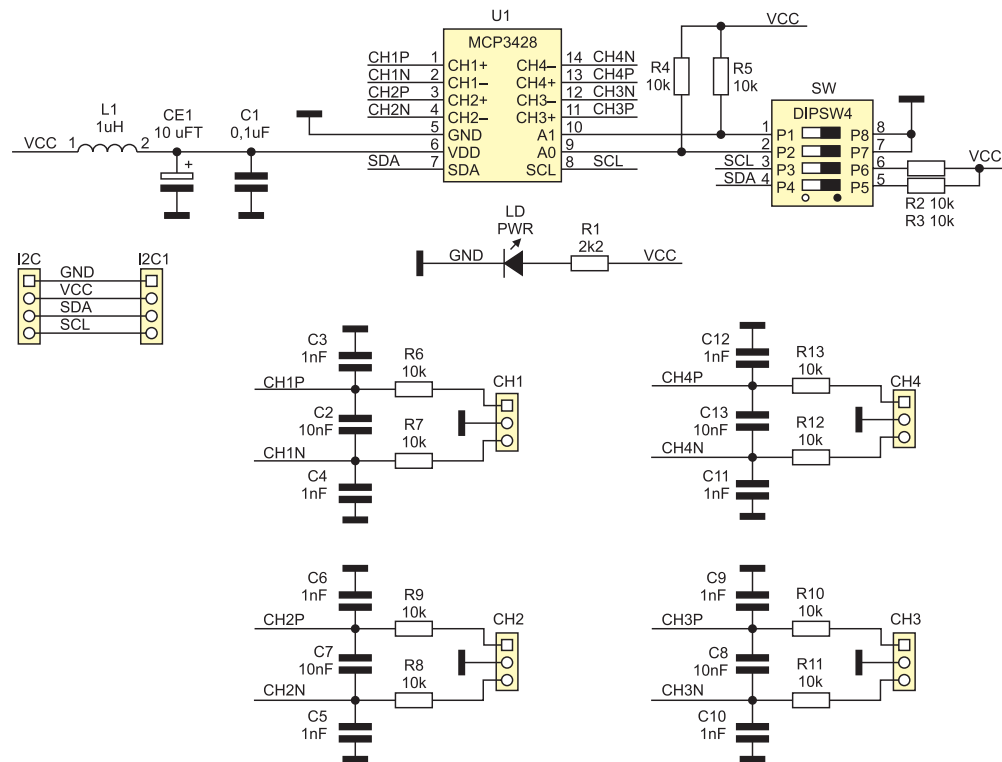 U1
MCP3428
CH1P 1 CH1+ CH4– 14 CH4N
CH1N 2 CH1– CH4+ 13 CH4P
CH2P 3 CH2+ CH3– 12 CH3N
CH2N 4 CH2– CH3+ 11 CH3P
5 GND A1 10
6 VDD A0 9
SDA 7 SDA SCL 8 SCL
VCC
R4
10k
R5
10k
SW
DIPSW4
1 P1 P8 8
2 P2 P7 7
SCL 3 P3 P6 6
SDA 4 P4 P5 5
VCC
R2 10k
R3 10k
L1
1uH
VCC 1 2
CE1
10 uFT
+
C1
0,1uF
LD
PWR
R1
2k2
GND
VCC
I2C I2C1
GND
VCC
SDA
SCL
C3
1nF
R6
10k
CH1P
CH1
C2
10nF
R7
10k
CH1N
C4
1nF
C12
1nF
R13
10k
CH4P
CH4
C13
10nF
R12
10k
CH4N
C11
1nF
C6
1nF
R9
10k
CH2P
CH2
C7
10nF
R8
10k
CH2N
C5
1nF
C9
1nF
R10
10k
CH3P
CH3
C8
10nF
R11
10k
CH3N
C10
1nF